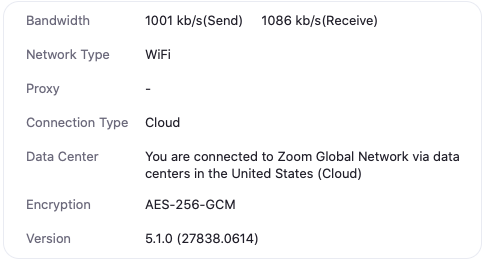 Bandwidth 1001 kb/s(Send) 1086 kb/s(Receive)
Network Type WiFi
Proxy -
Connection Type Cloud
Data Center You are connected to Zoom Global Network via data
centers in the United States (Cloud)
Encryption AES-256-GCM
Version 5.1.0 (27838.0614)